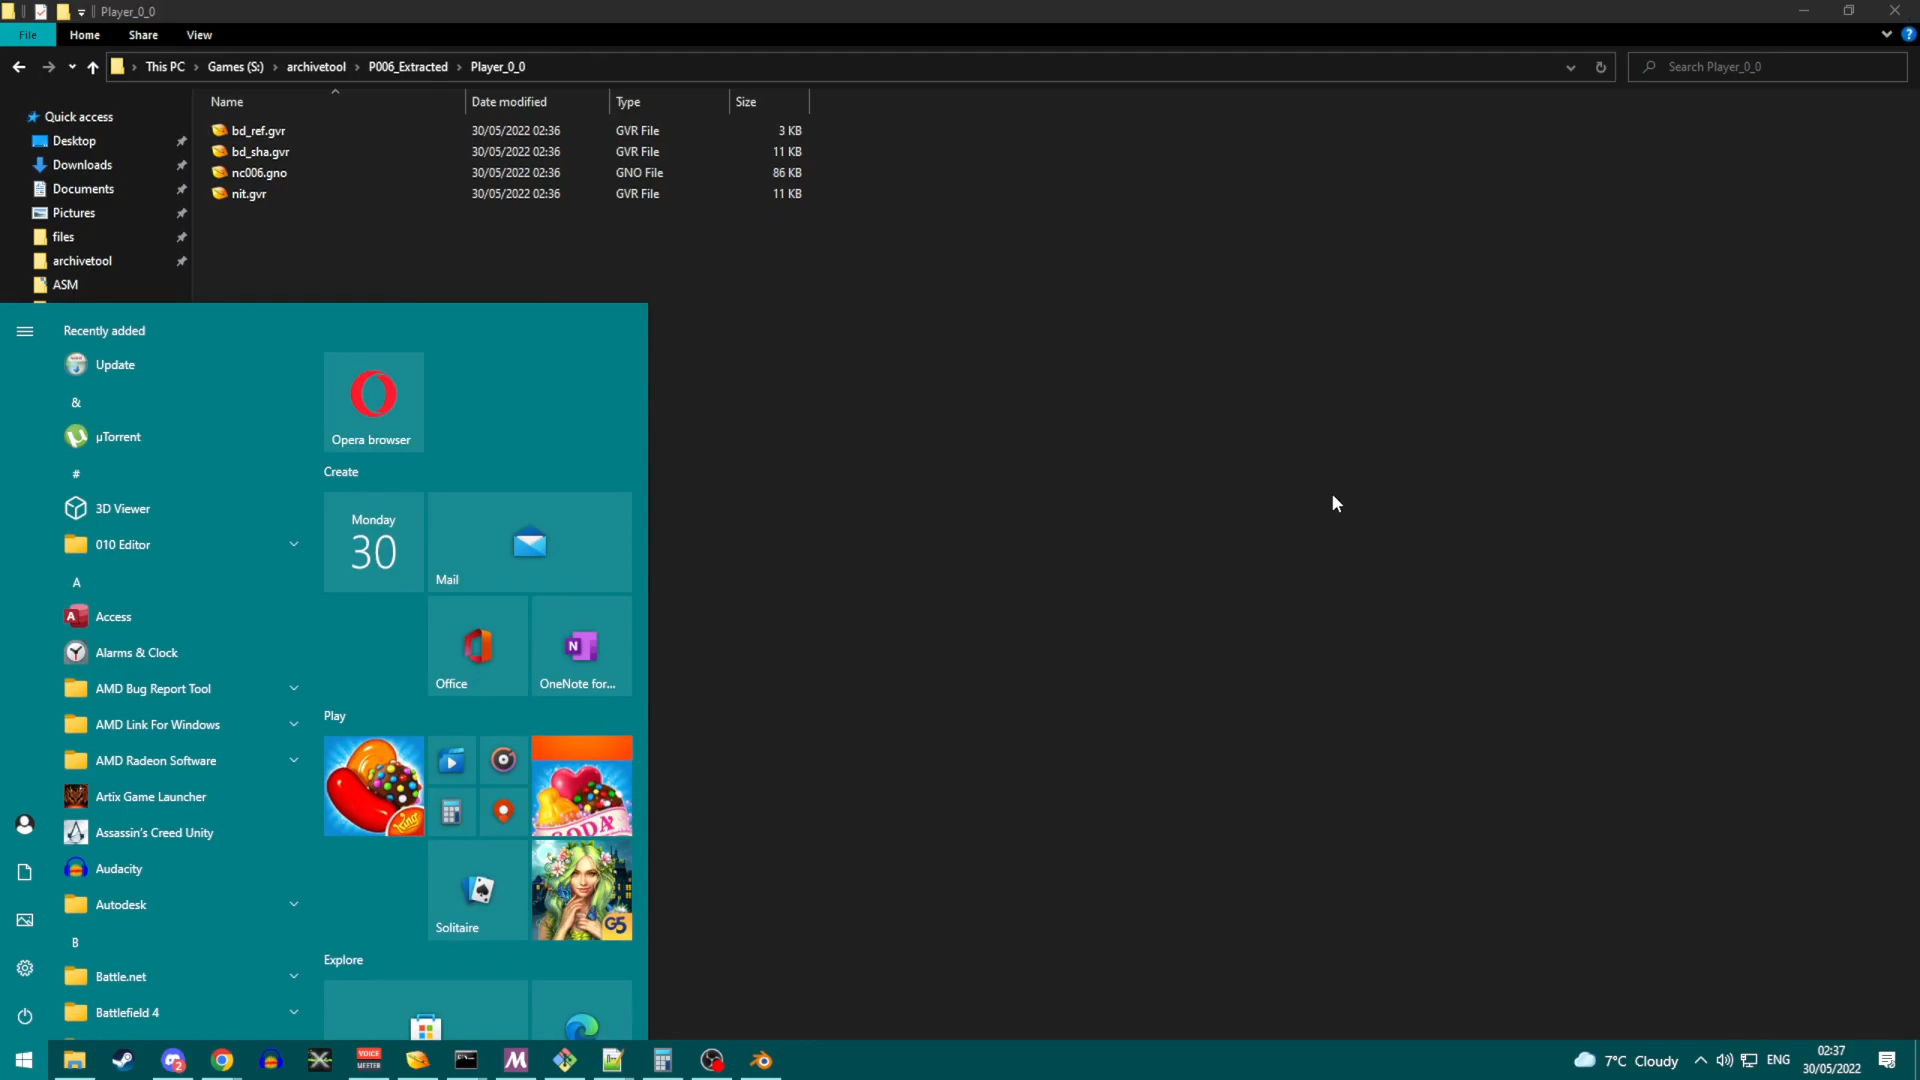 Player_0_0
File Home Share View
This PC Games (S:) archivetool P006_Extracted Player_0_0
Search Player_0_0
Name Date modified Type Size
bd_ref.gvr 30/05/2022 02:36 GVR File 3 KB
bd_sha.gvr 30/05/2022 02:36 GVR File 11 KB
nc006.gno 30/05/2022 02:36 GNO File 86 KB
nit.gvr 30/05/2022 02:36 GVR File 11 KB
Quick access
Desktop
Downloads
Documents
Pictures
files
archivetool
ASM
Recently added
Update
&
µTorrent
#
3D Viewer
010 Editor
A
Access
Alarms & Clock
AMD Bug Report Tool
AMD Link For Windows
AMD Radeon Software
Artix Game Launcher
Assassin's Creed Unity
Audacity
Autodesk
B
Battle.net
Battlefield 4
Opera browser
Create
Monday
30
Mail
Office
OneNote for...
Play
King
SODA
Solitaire
G5
Explore
VOICE
MEETER
2
7°C Cloudy
ENG
02:37
30/05/2022